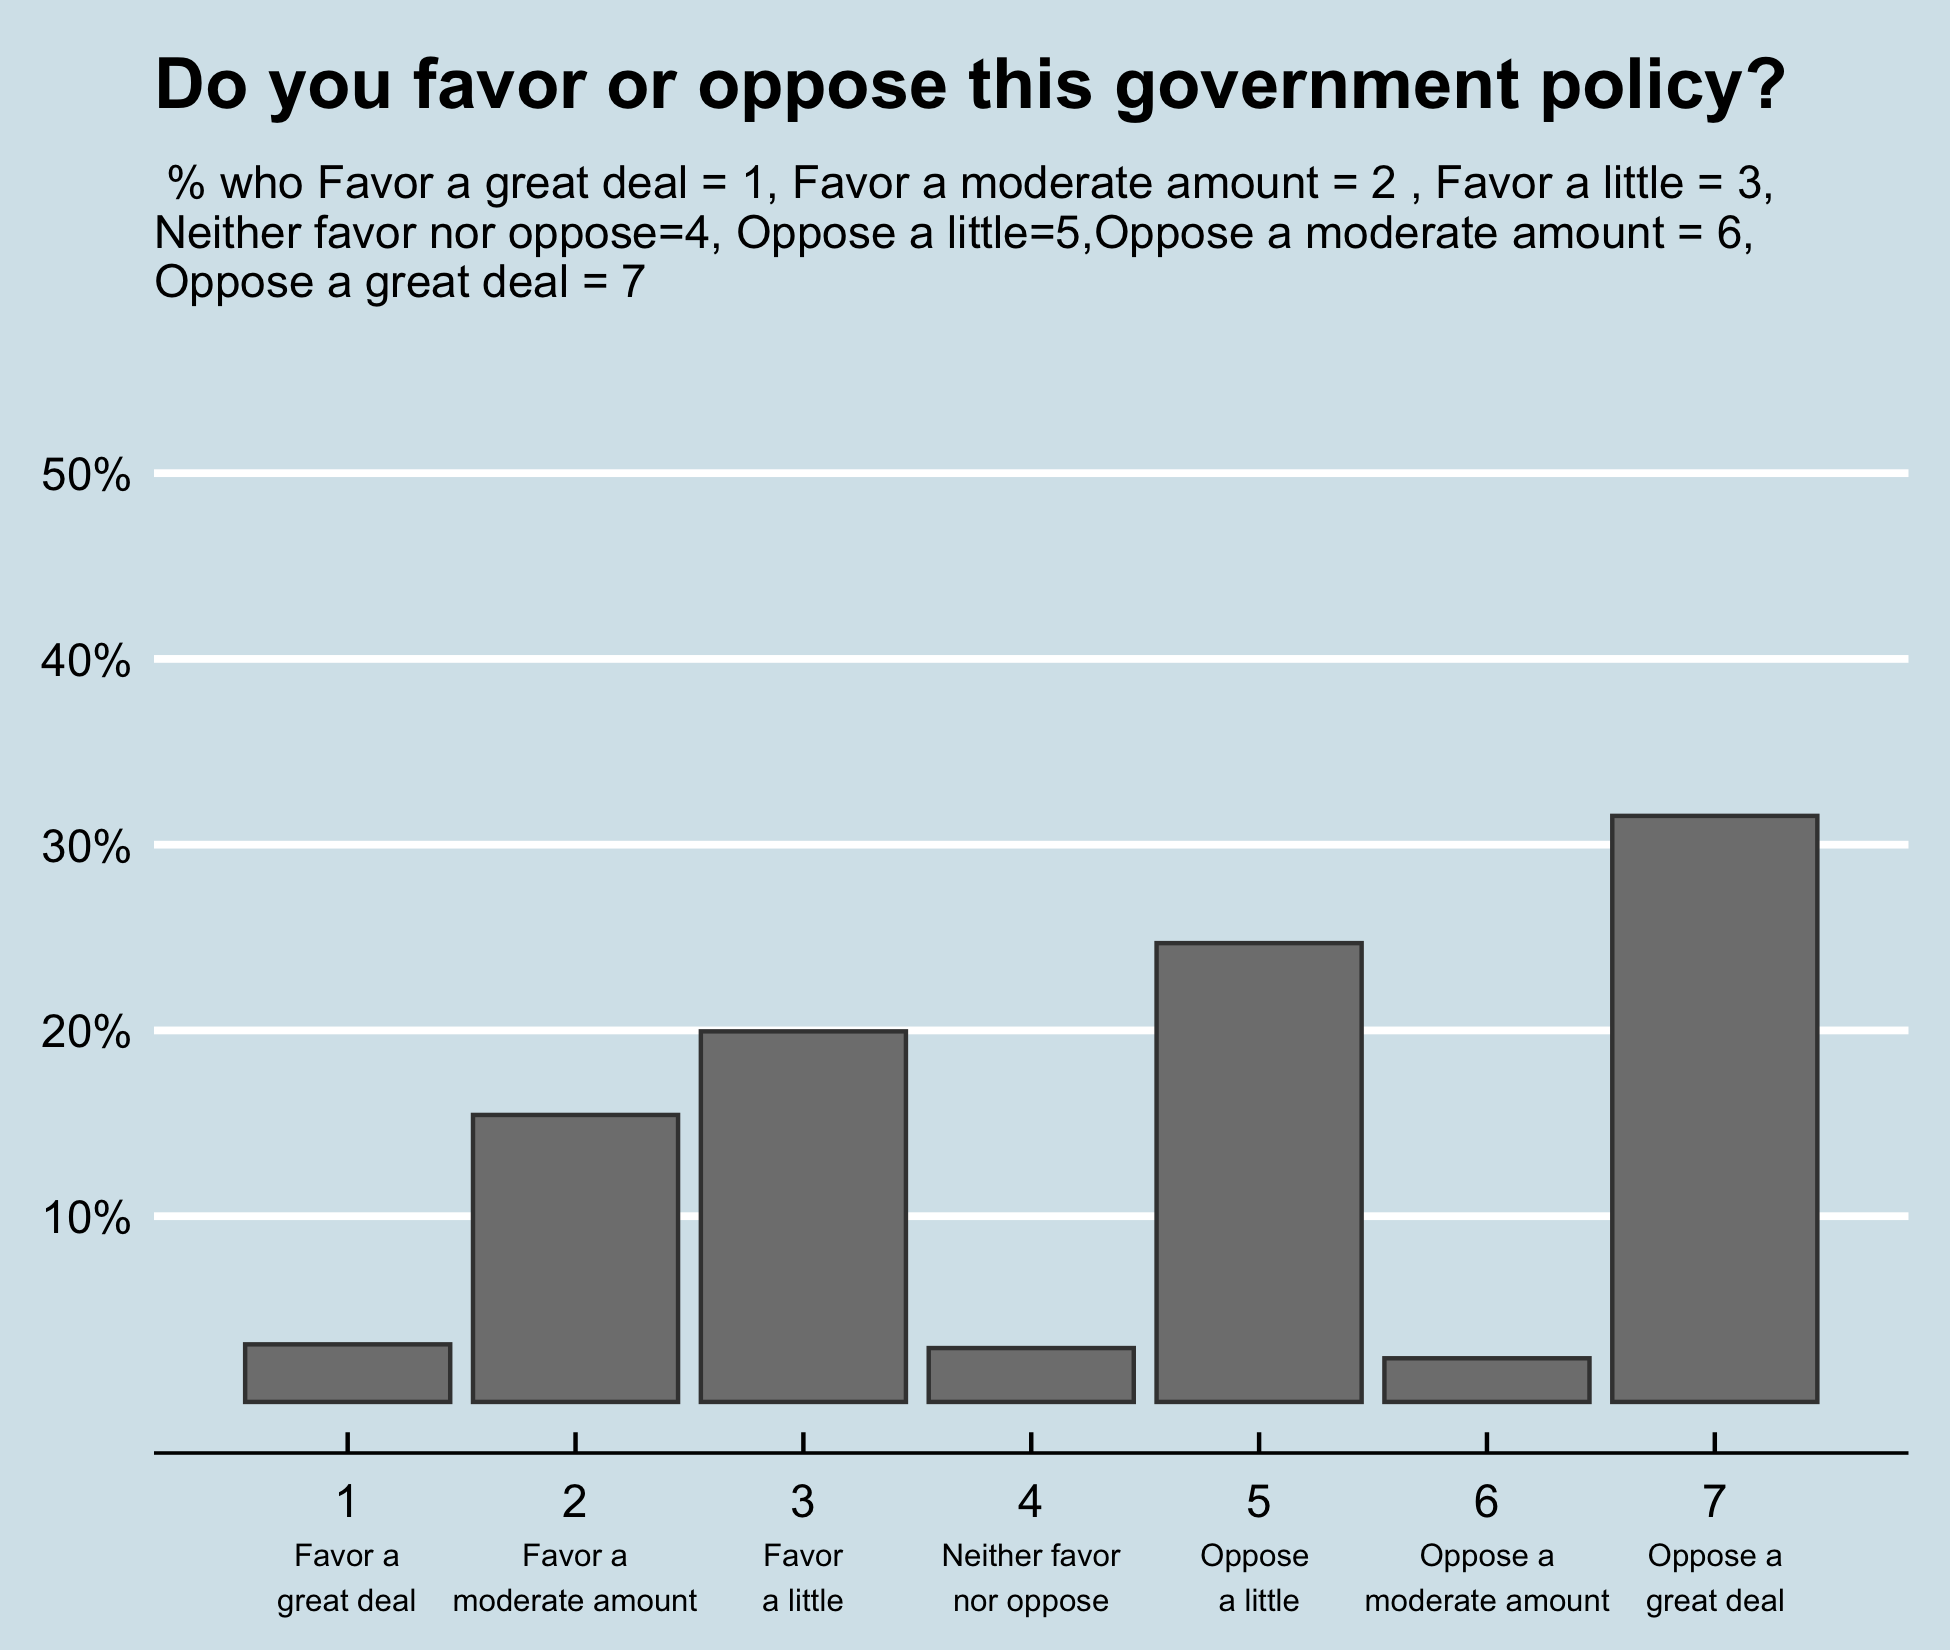 Do you favor or oppose this government policy?
% who Favor a great deal = 1, Favor a moderate amount = 2 , Favor a little = 3,
Neither favor nor oppose=4, Oppose a little=5,Oppose a moderate amount = 6,
Oppose a great deal = 7
50%
40%
30%
20%
10%
1 2 3 4 5 6 7
Favor a Favor a Favor Neither favor Oppose Oppose a Oppose a
great deal moderate amount a little nor oppose a little moderate amount great deal